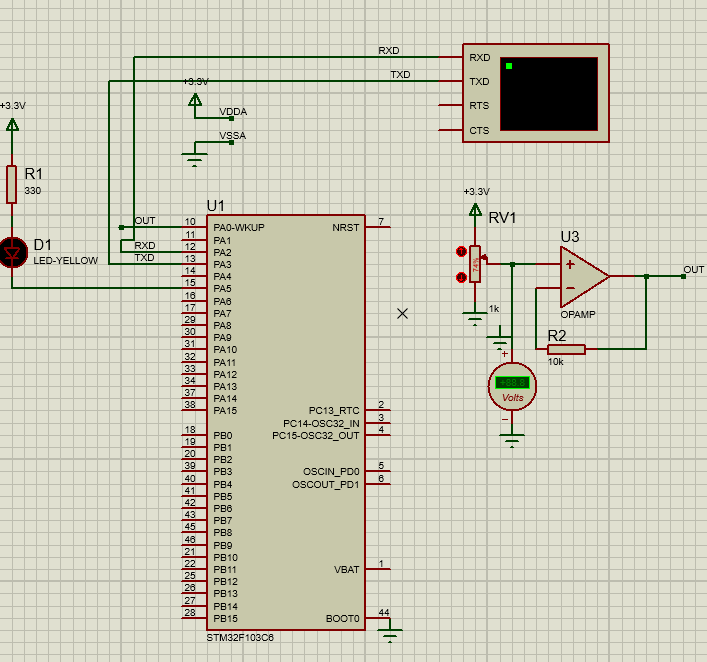 RXD
TXD
RXD
TXD
RTS
CTS
+3.3V
VDDA
VSSA
+3.3V
R1
330
D1
LED-YELLOW
U1
OUT
RXD
TXD
10 PA0-WKUP
11 PA1
12 PA2
13 PA3
14 PA4
15 PA5
16 PA6
17 PA7
29 PA8
30 PA9
31 PA10
32 PA11
33 PA12
34 PA13
37 PA14
38 PA15
18 PB0
19 PB1
20 PB2
39 PB3
40 PB4
41 PB5
42 PB6
43 PB7
45 PB8
46 PB9
21 PB10
22 PB11
25 PB12
26 PB13
27 PB14
28 PB15
NRST 7
PC13_RTC 2
PC14-OSC32_IN 3
PC15-OSC32_OUT 4
OSCIN_PD0 5
OSCOUT_PD1 6
VBAT 1
BOOT0 44
STM32F103C6
+3.3V
RV1
1k
U3
+
−
OPAMP
OUT
R2
10k
+
Volts
−